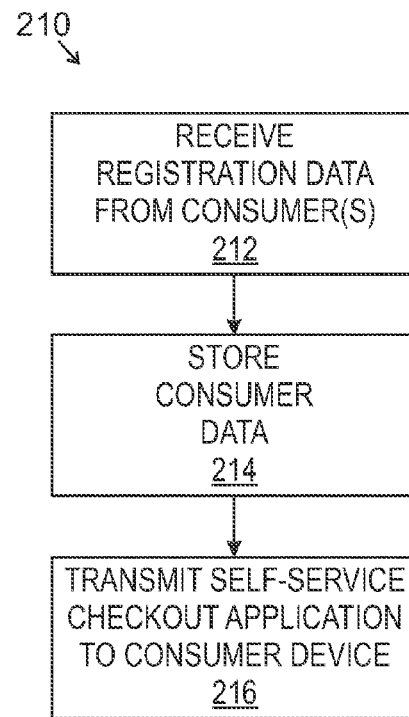 210
RECEIVE
REGISTRATION DATA
FROM CONSUMER(S)
212
STORE
CONSUMER
DATA
214
TRANSMIT SELF-SERVICE
CHECKOUT APPLICATION
TO CONSUMER DEVICE
216